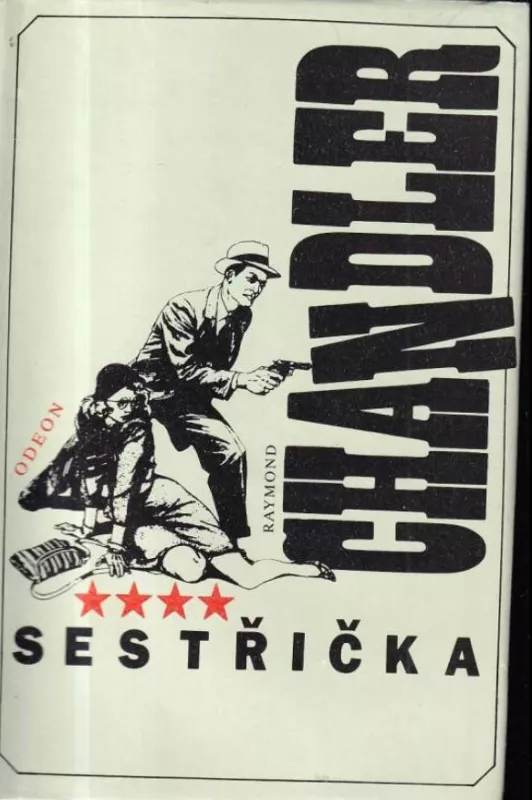 RAYMOND
CHANDLER
ODEON
SESTŘIČKA